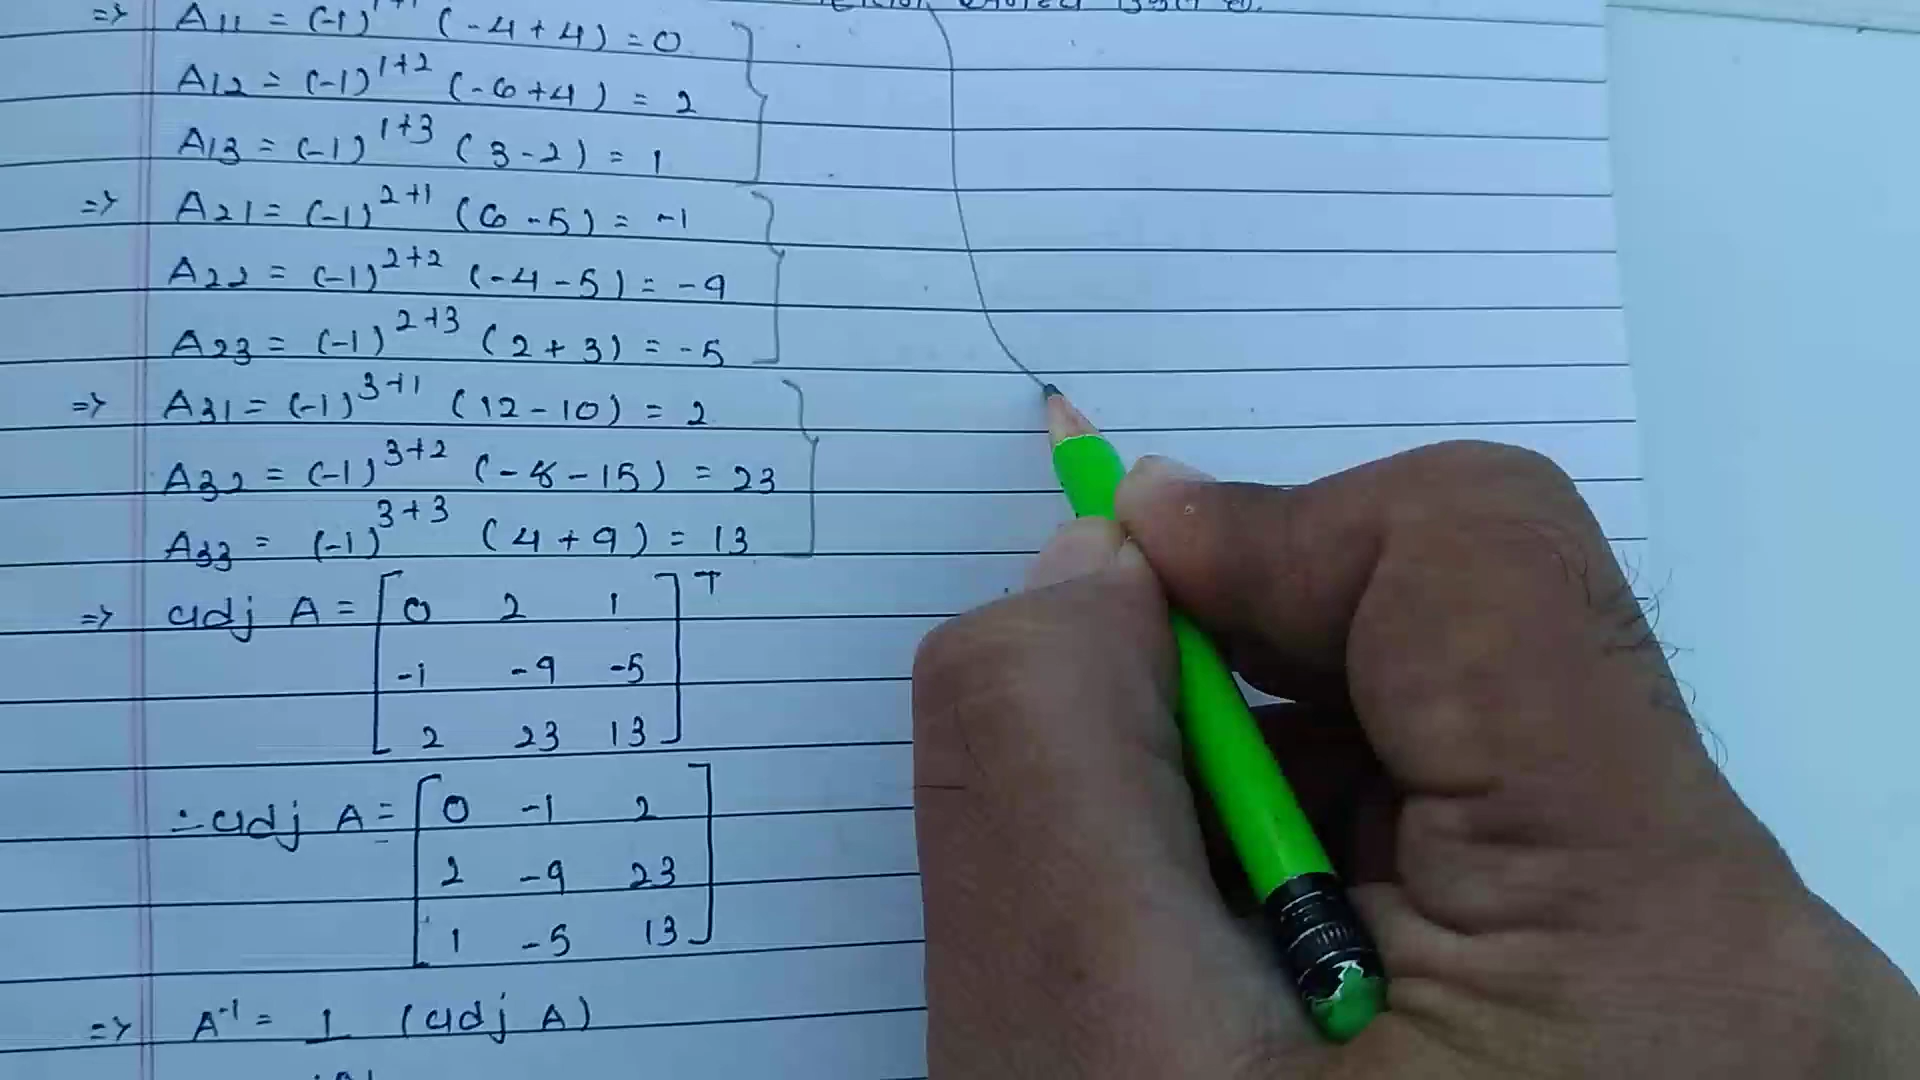 => A11 = (-1)¹⁺¹ (-4+4) = 0
A12 = (-1)¹⁺² (-6+4) = 2
A13 = (-1)¹⁺³ (3-2) = 1
=> A21 = (-1)²⁺¹ (6-5) = -1
A22 = (-1)²⁺² (-4-5) = -9
A23 = (-1)²⁺³ (2+3) = -5
=> A31 = (-1)³⁺¹ (12-10) = 2
A32 = (-1)³⁺² (-8-15) = 23
A33 = (-1)³⁺³ (4+9) = 13
=> adj A = [0 2 1]ᵀ
-1 -9 -5
2 23 13
∴ adj A = [0 -1 2]
2 -9 23
1 -5 13
=> A⁻¹ = 1 (adj A)